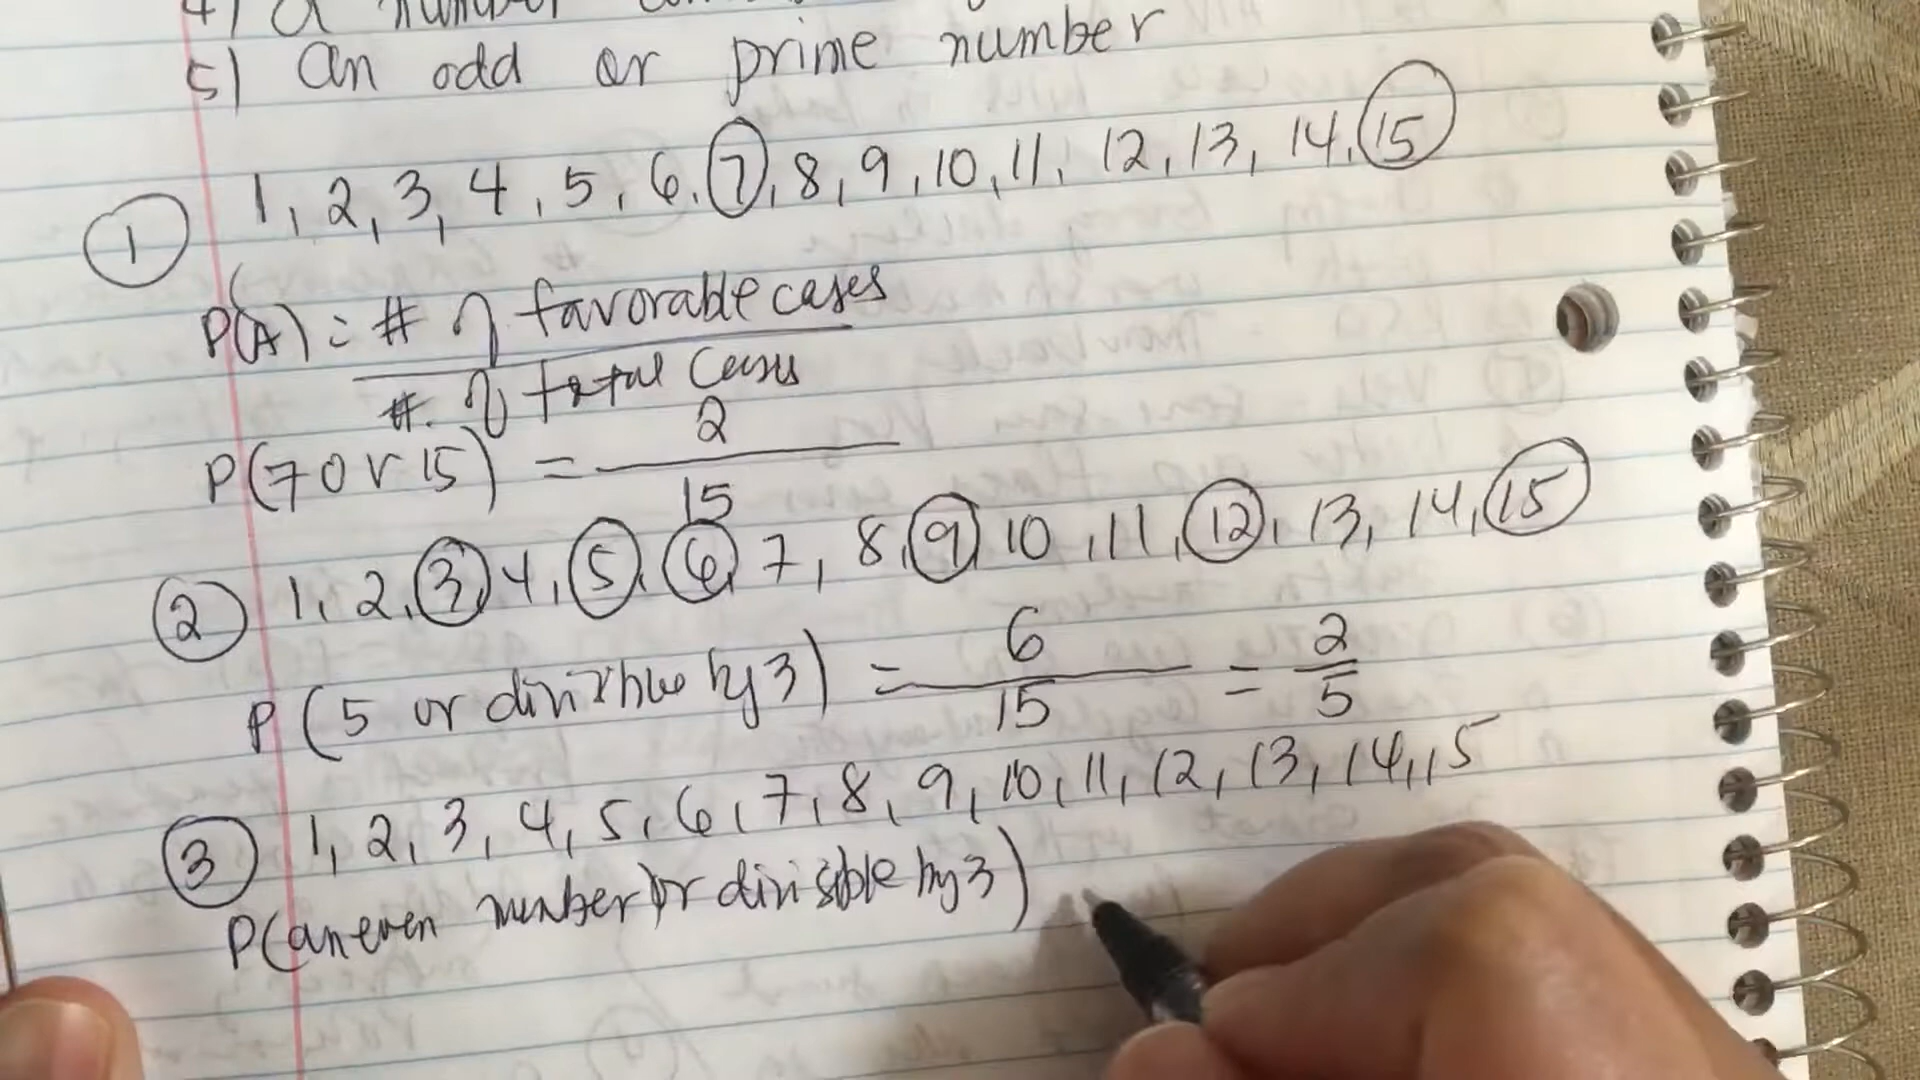 5) an odd or prime number
① 1, 2, 3, 4, 5, 6, 7, 8, 9, 10, 11, 12, 13, 14, 15
P(A) = # of favorable cases
# of total cases
P(7 or 15) = 2
15
② 1, 2, 3, 4, 5, 6, 7, 8, 9, 10, 11, 12, 13, 14, 15
P(5 or divisible by 3) = 6/15 = 2/5
③ 1, 2, 3, 4, 5, 6, 7, 8, 9, 10, 11, 12, 13, 14, 15
P(an even number or divisible by 3)